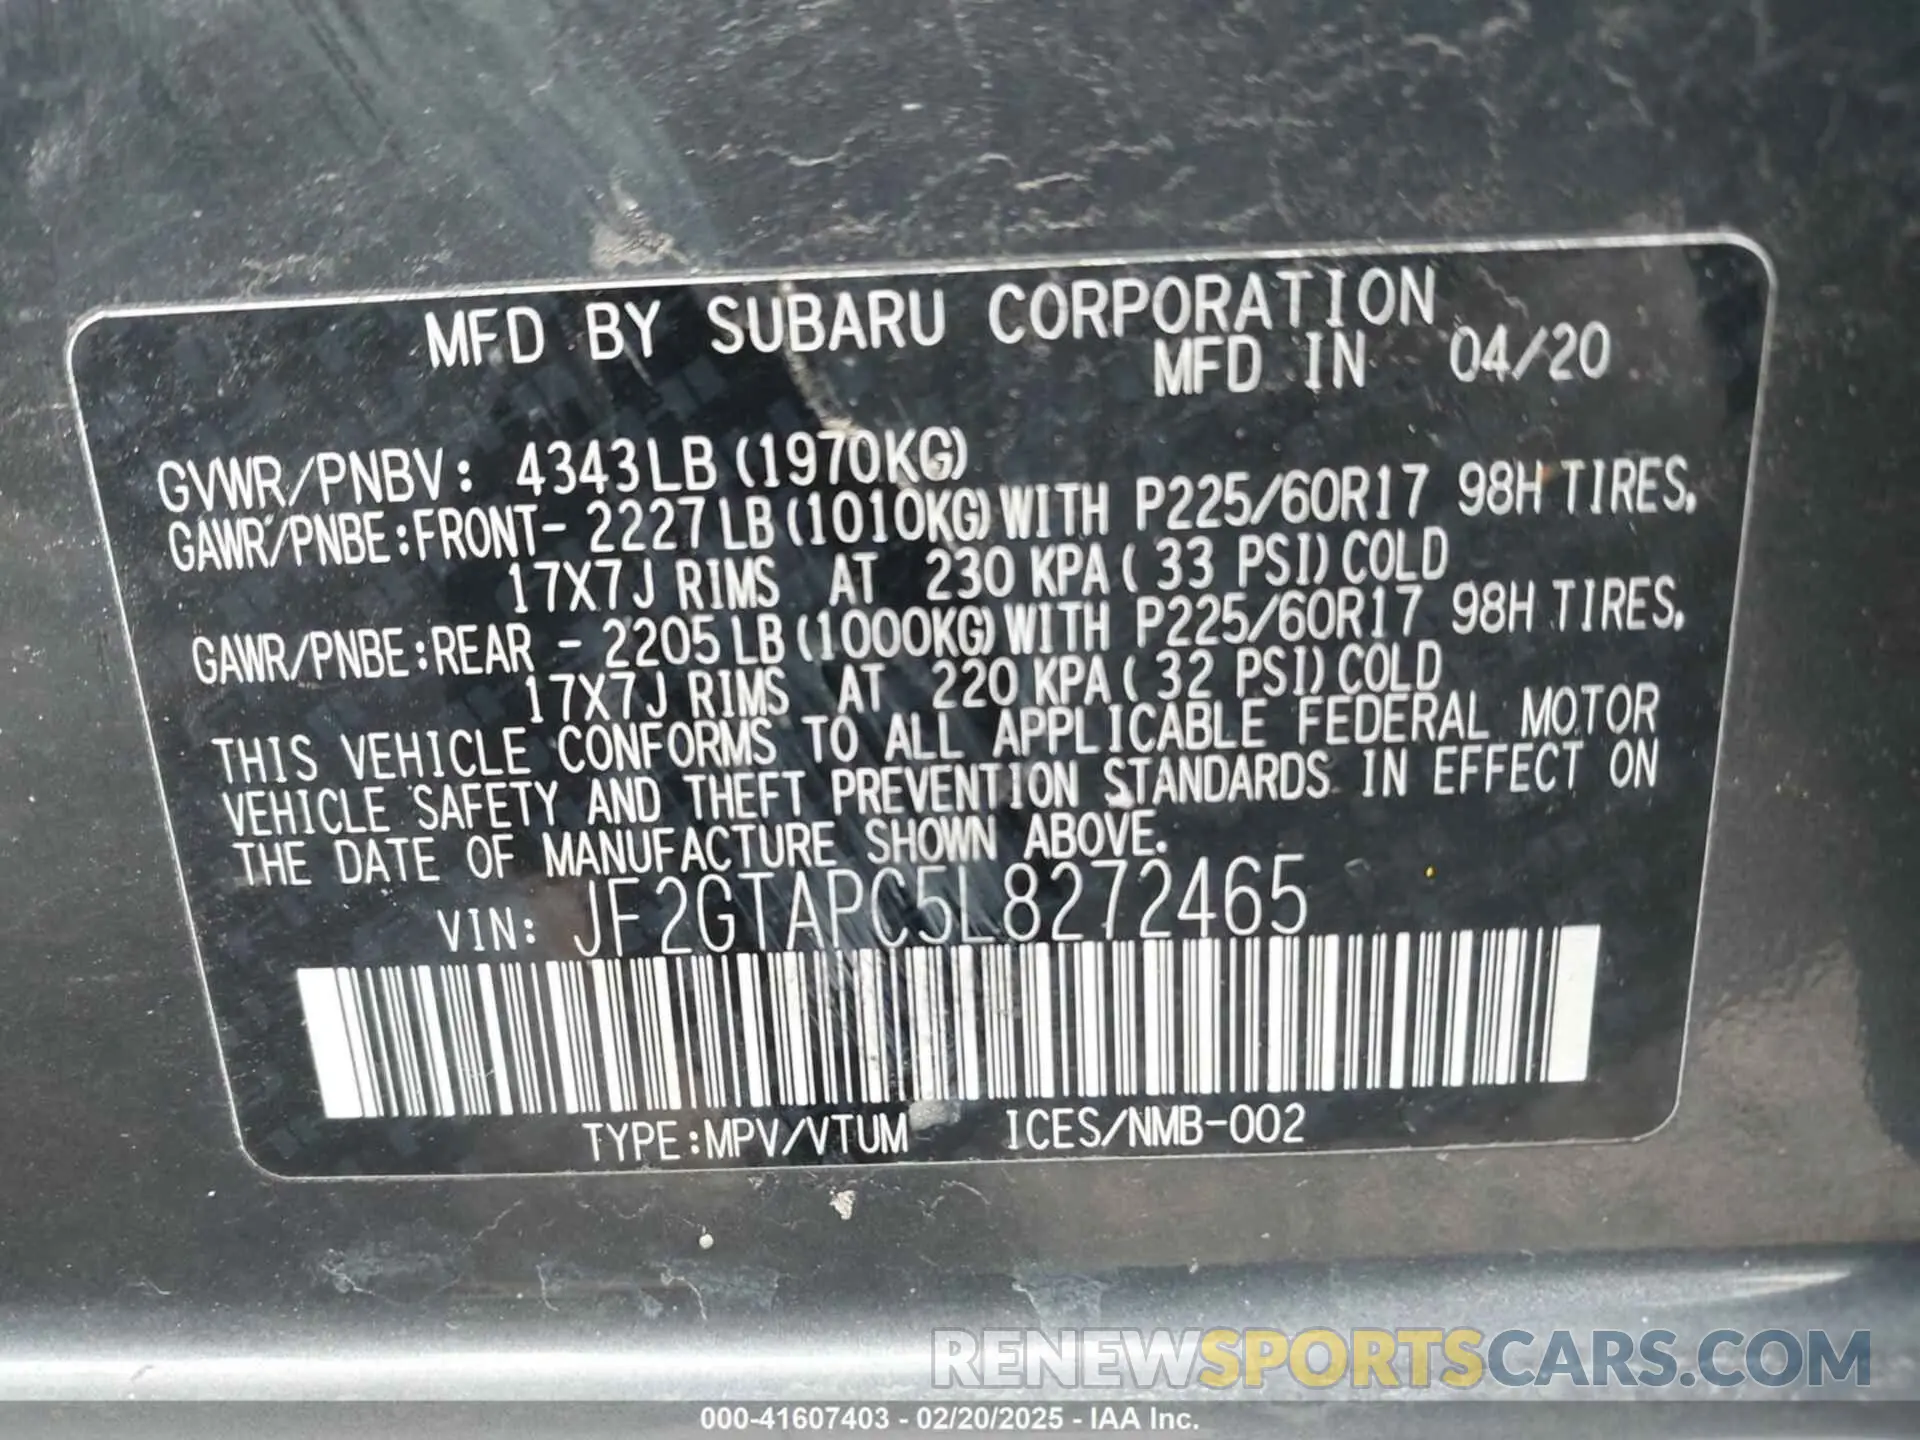 MFD BY SUBARU CORPORATION
MFD IN 04/20
GVWR/PNBV: 4343LB(1970KG)
GAWR/PNBE:FRONT- 2227LB(1010KG)WITH P225/60R17 98H TIRES,
17X7J RIMS AT 230 KPA( 33 PSI)COLD
GAWR/PNBE:REAR - 2205LB(1000KG)WITH P225/60R17 98H TIRES,
17X7J RIMS AT 220 KPA( 32 PSI)COLD
THIS VEHICLE CONFORMS TO ALL APPLICABLE FEDERAL MOTOR
VEHICLE SAFETY AND THEFT PREVENTION STANDARDS IN EFFECT ON
THE DATE OF MANUFACTURE SHOWN ABOVE.
VIN: JF2GTAPC5L8272465
TYPE:MPV/VTUM ICES/NMB-002
RENEWSPORTSCARS.COM
000-41607403 - 02/20/2025 - IAA Inc.